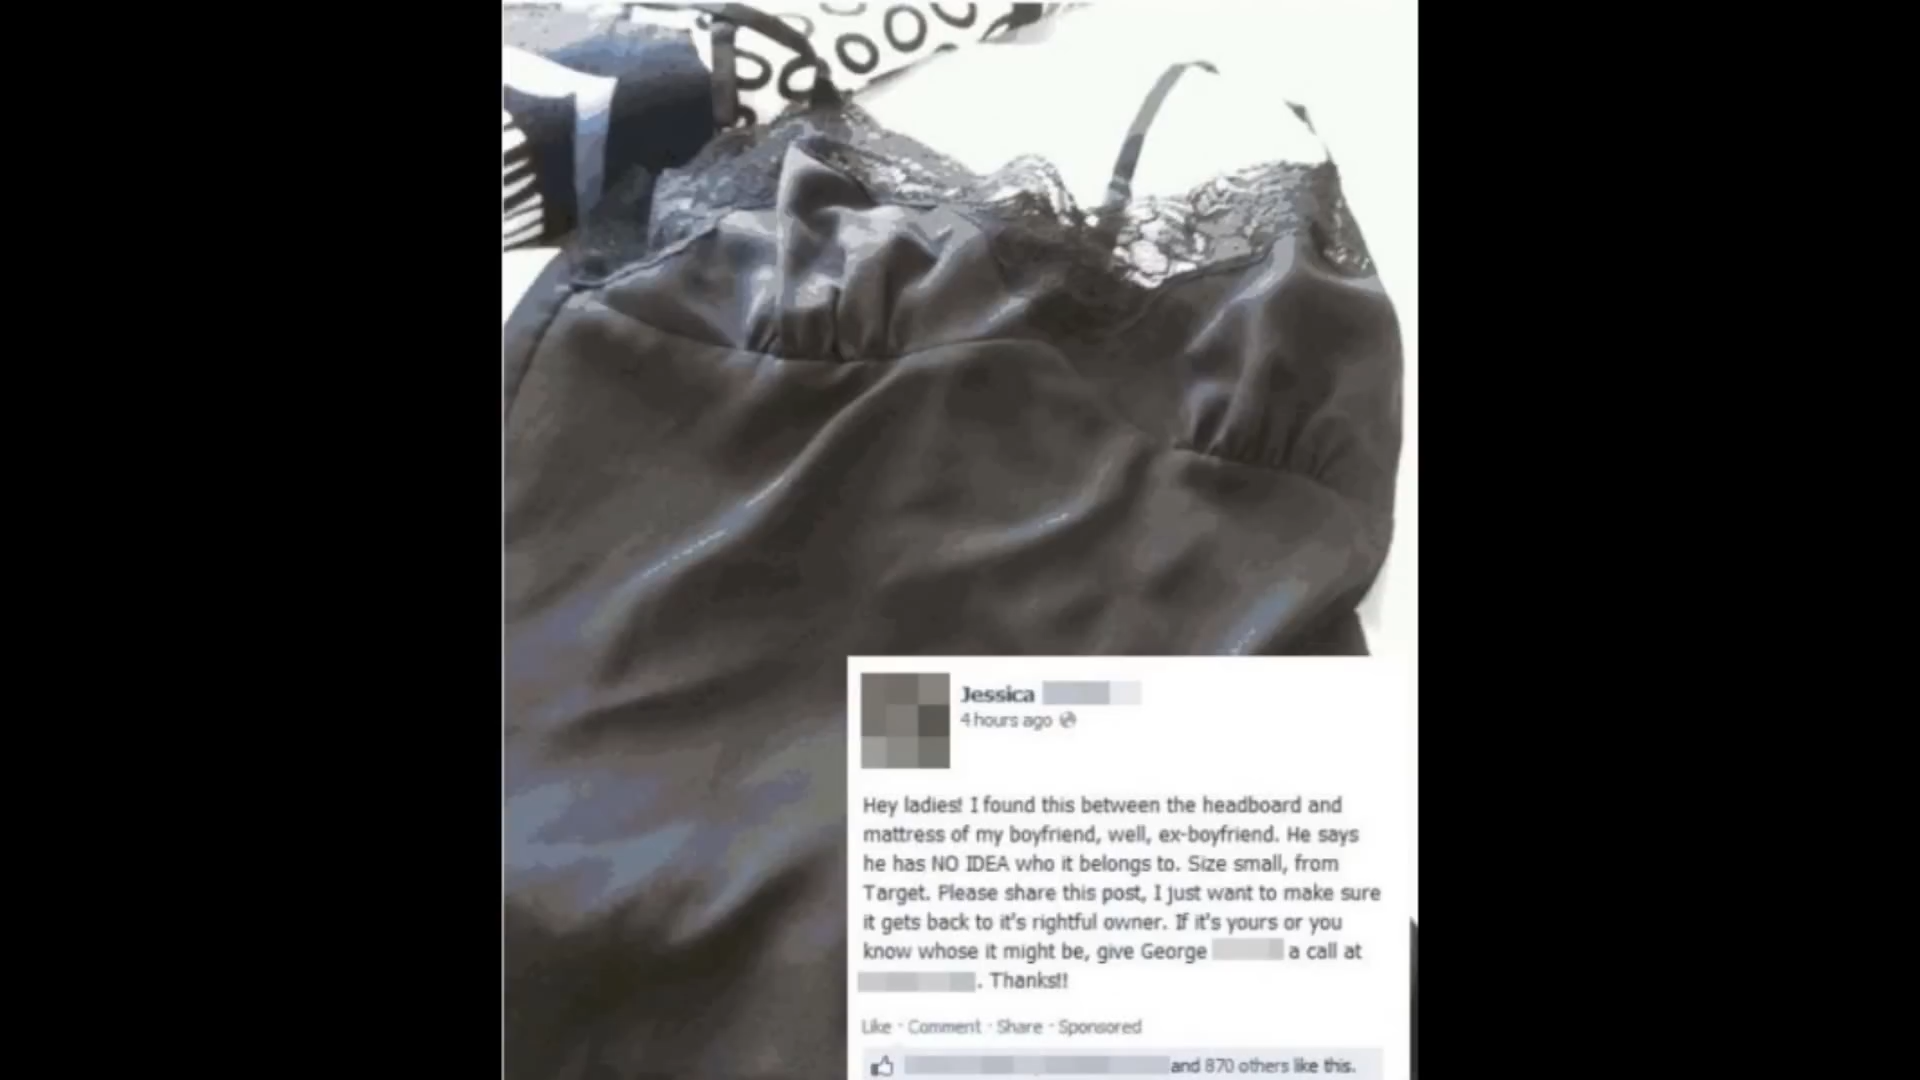 Jessica
4 hours ago
Hey ladies! I found this between the headboard and
mattress of my boyfriend, well, ex-boyfriend. He says
he has NO IDEA who it belongs to. Size small, from
Target. Please share this post, I just want to make sure
it gets back to it's rightful owner. If it's yours or you
know whose it might be, give George a call at
. Thanks!!
Like · Comment · Share · Sponsored
and 870 others like this.